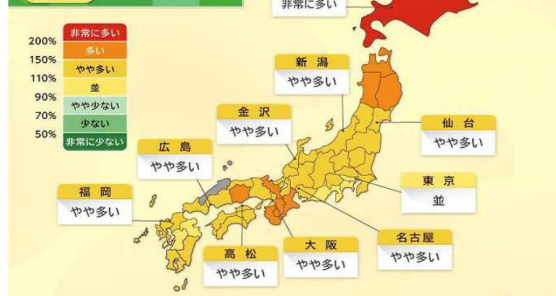 非常に多い
非常に多い
200%
多い
150%
やや多い
110%
並
90%
やや少ない
70%
少ない
50%
非常に少ない
新潟
やや多い
金沢
やや多い
仙台
やや多い
広島
やや多い
東京
並
福岡
やや多い
高松
やや多い
大阪
やや多い
名古屋
やや多い